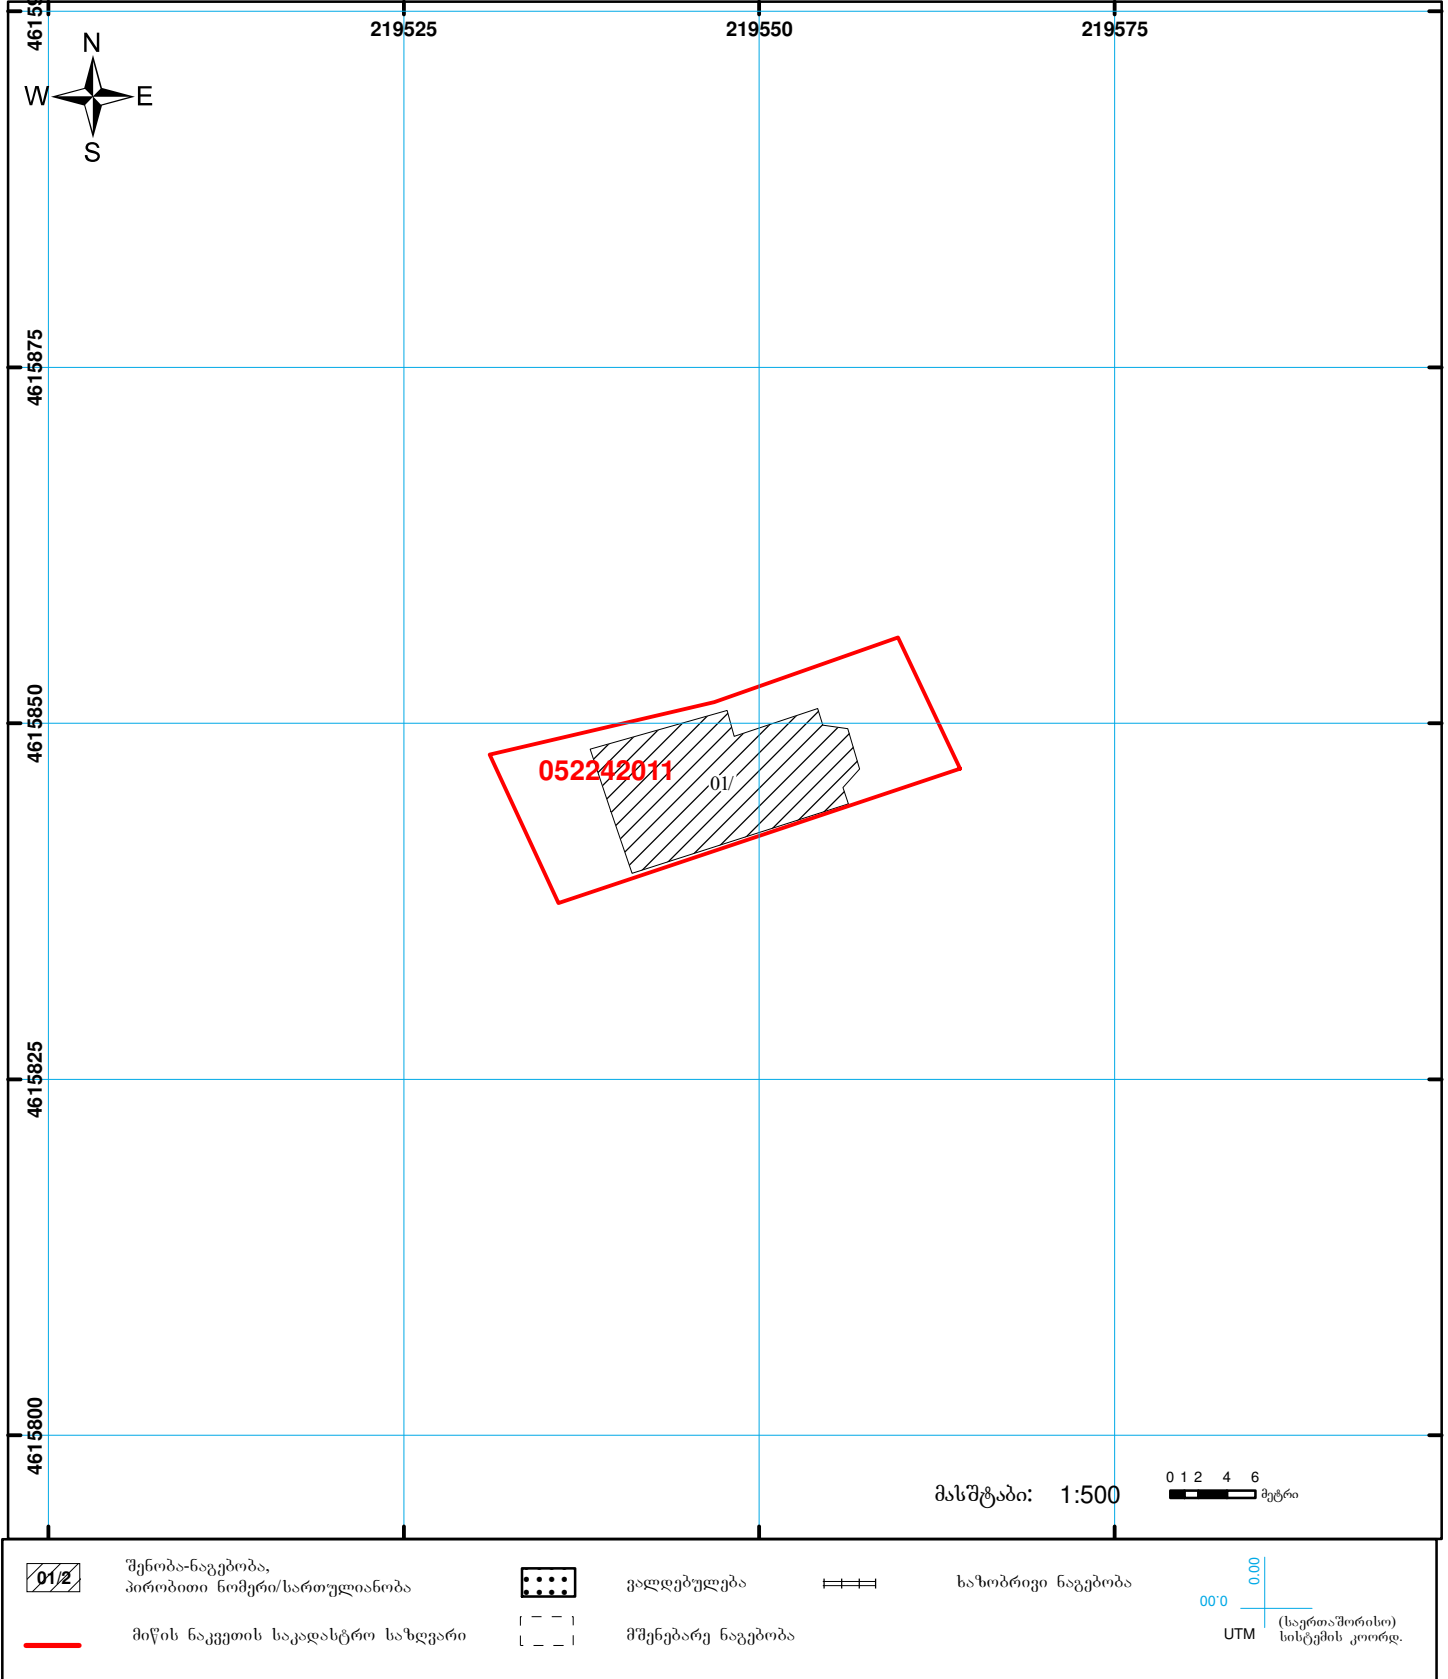 219525
219550
219575
N
W E
S
46159
4615875
4615850
4615825
4615800
052242011
01/
მასშტაბი: 1:500
0 1 2 4 6
მეტრი
01/2
შენობა-ნაგებობა,
პირობითი ნომერი/სართულიანობა
ვალდებულება
ხაზობრივი ნაგებობა
მიწის ნაკვეთის საკადასტრო საზღვარი
მშენებარე ნაგებობა
0.00
0.00
UTM
(საერთაშორისო)
სისტემის კოორდ.